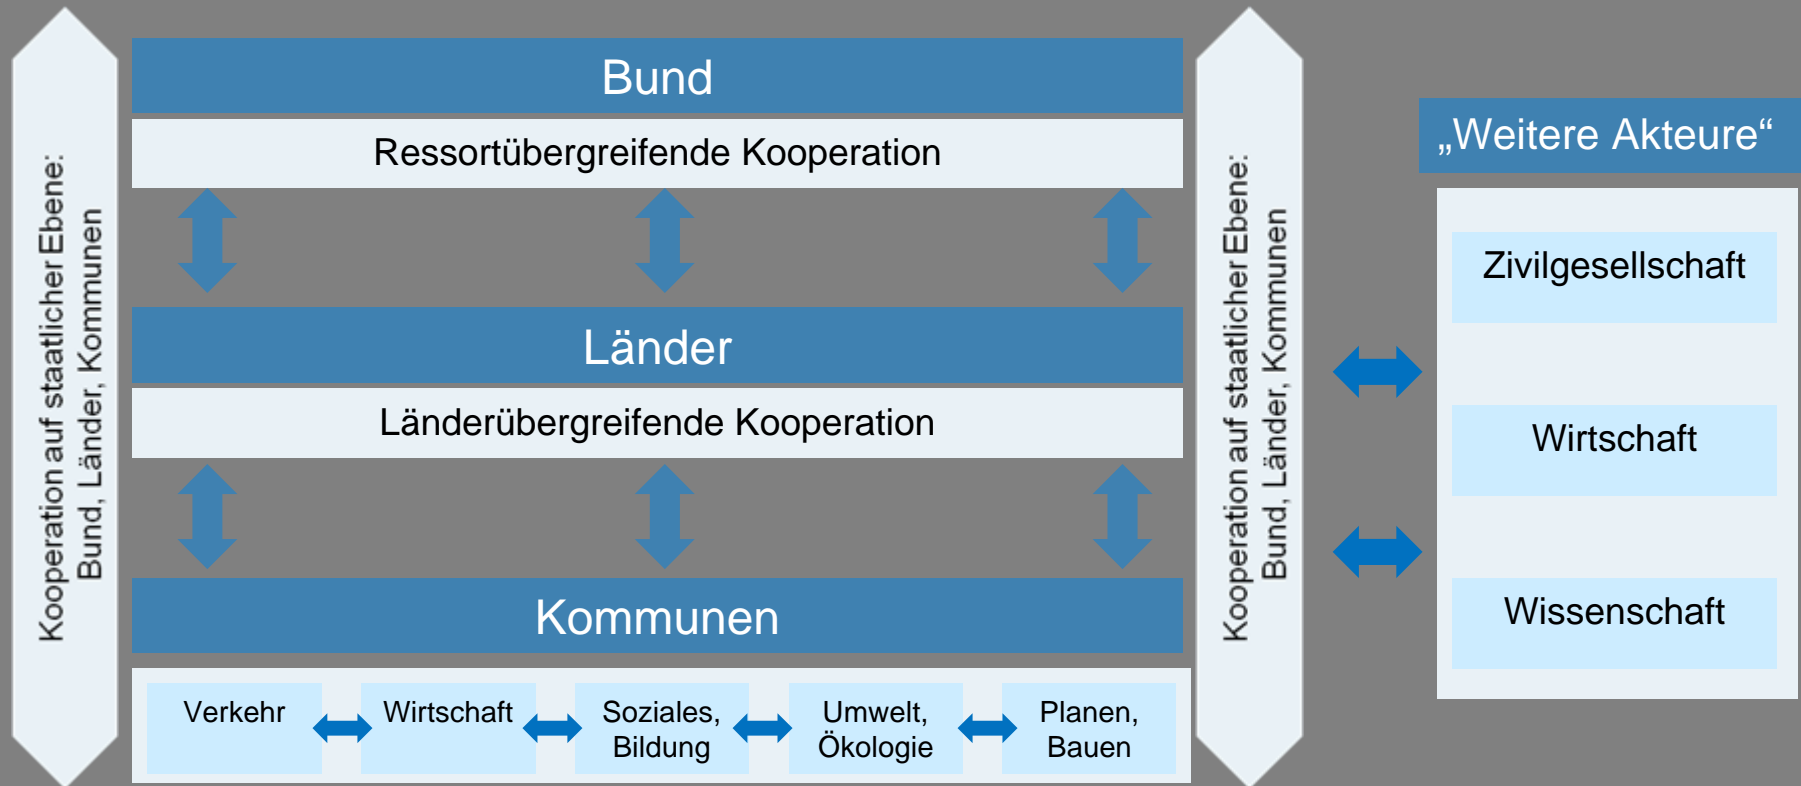 Kooperation auf staatlicher Ebene:
Bund, Länder, Kommunen
Bund
Ressortübergreifende Kooperation
Länder
Länderübergreifende Kooperation
Kommunen
Verkehr
Wirtschaft
Soziales,
Bildung
Umwelt,
Ökologie
Planen,
Bauen
Kooperation auf staatlicher Ebene:
Bund, Länder, Kommunen
„Weitere Akteure“
Zivilgesellschaft
Wirtschaft
Wissenschaft